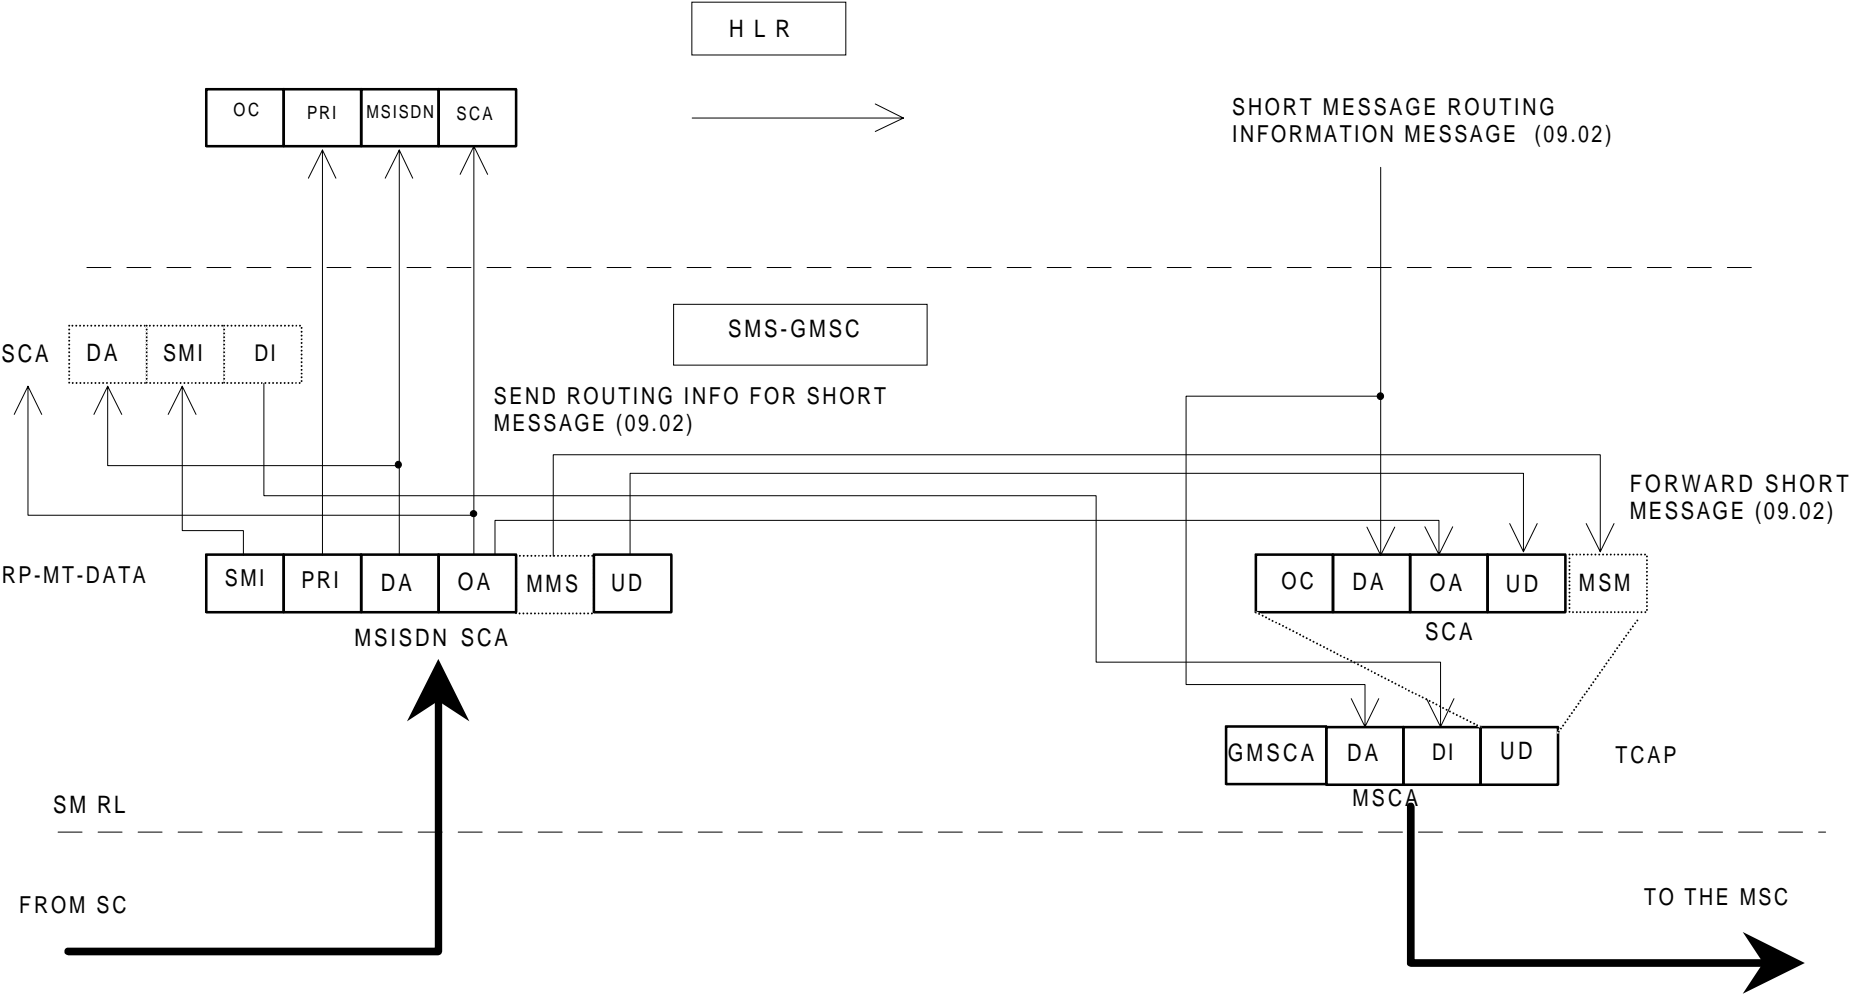 H L R
OC PRI MSISDN SCA
SHORT MESSAGE ROUTING
INFORMATION MESSAGE (09.02)
SMS-GMSC
SCA DA SMI DI
SEND ROUTING INFO FOR SHORT
MESSAGE (09.02)
FORWARD SHORT
MESSAGE (09.02)
RP-MT-DATA SMI PRI DA OA MMS UD
OC DA OA UD MSM
MSISDN SCA
SCA
GMSCA DA DI UD TCAP
MSCA
SM RL
FROM SC
TO THE MSC